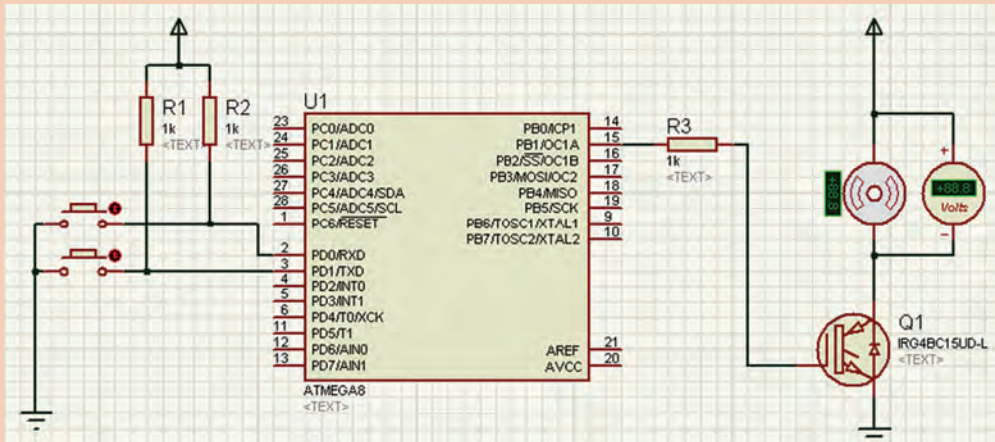 R1
1k
<TEXT>
R2
1k
<TEXT>
U1
23 PC0/ADC0
24 PC1/ADC1
25 PC2/ADC2
26 PC3/ADC3
27 PC4/ADC4/SDA
28 PC5/ADC5/SCL
1 PC6/RESET
2 PD0/RXD
3 PD1/TXD
4 PD2/INT0
5 PD3/INT1
6 PD4/T0/XCK
11 PD5/T1
12 PD6/AIN0
13 PD7/AIN1
PB0/ICP1 14
PB1/OC1A 15
PB2/SS/OC1B 16
PB3/MOSI/OC2 17
PB4/MISO 18
PB5/SCK 19
PB6/TOSC1/XTAL1 9
PB7/TOSC2/XTAL2 10
AREF 21
AVCC 20
ATMEGA8
<TEXT>
R3
1k
<TEXT>
+88.8
+
+88.8
Volts
−
Q1
IRG4BC15UD-L
<TEXT>